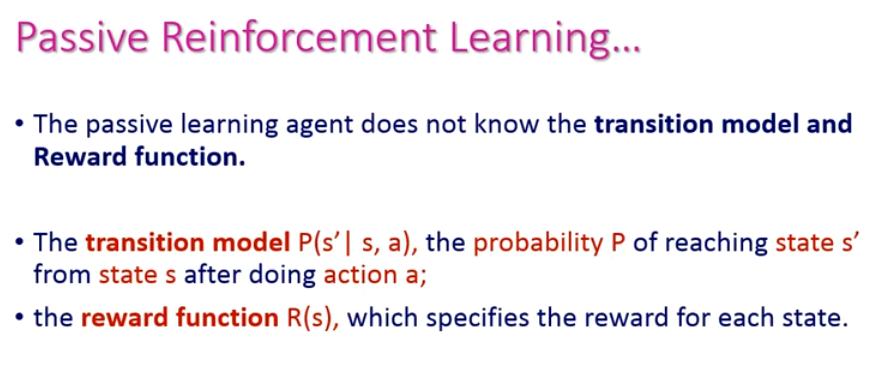 Passive Reinforcement Learning...
• The passive learning agent does not know the transition model and
Reward function.
• The transition model P(s’| s, a), the probability P of reaching state s’
from state s after doing action a;
• the reward function R(s), which specifies the reward for each state.